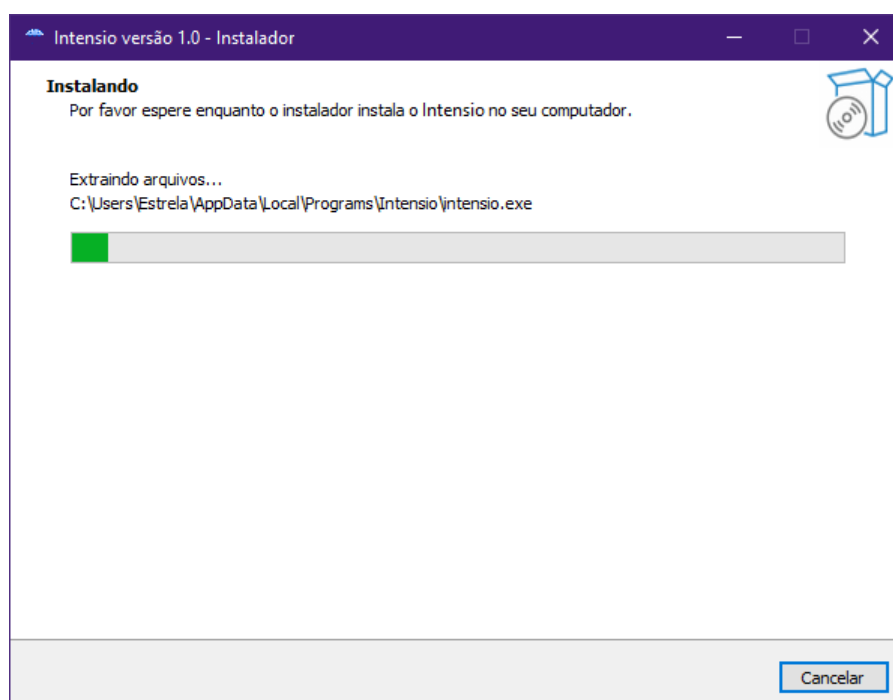 Intensio versão 1.0 - Instalador
Instalando
Por favor espere enquanto o instalador instala o Intensio no seu computador.
Extraindo arquivos...
C:\Users\Estrela\AppData\Local\Programs\Intensio\intensio.exe
Cancelar